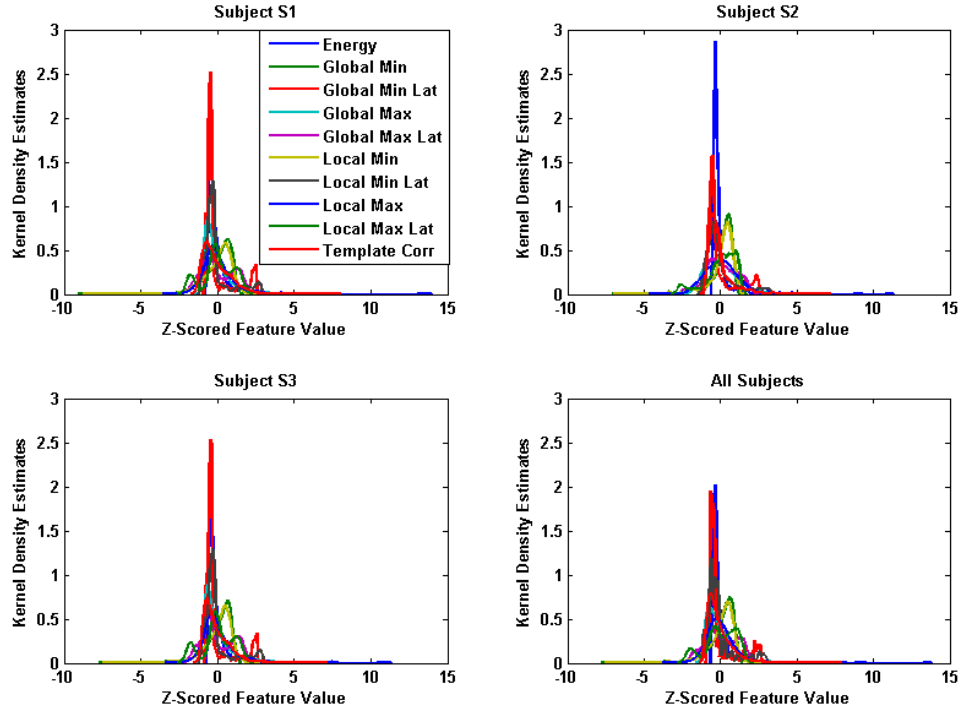 Subject S1
Kernel Density Estimates
3
2.5
2
1.5
1
0.5
0
-10 -5 0 5 10 15
Z-Scored Feature Value
Energy
Global Min
Global Min Lat
Global Max
Global Max Lat
Local Min
Local Min Lat
Local Max
Local Max Lat
Template Corr
Subject S2
Kernel Density Estimates
3
2.5
2
1.5
1
0.5
0
-10 -5 0 5 10 15
Z-Scored Feature Value
Subject S3
Kernel Density Estimates
3
2.5
2
1.5
1
0.5
0
-10 -5 0 5 10 15
Z-Scored Feature Value
All Subjects
Kernel Density Estimates
3
2.5
2
1.5
1
0.5
0
-10 -5 0 5 10 15
Z-Scored Feature Value